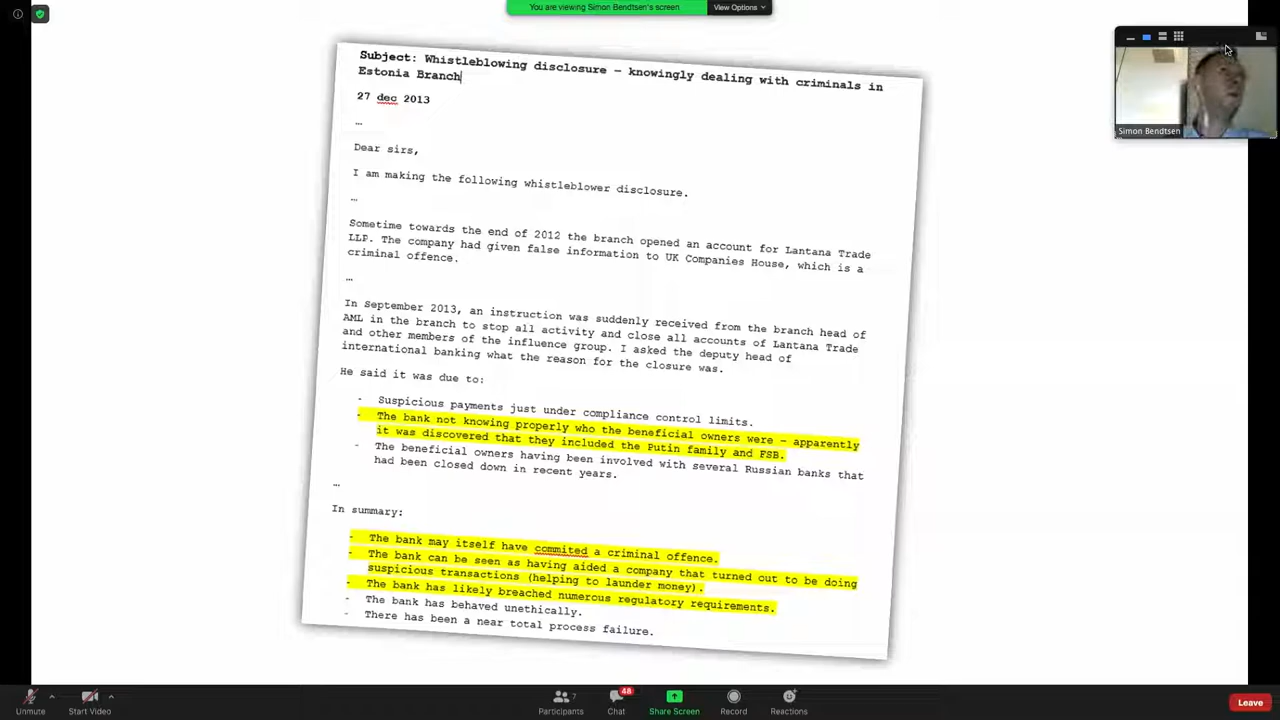 You are viewing Simon Bendtsen's screen
View Options
Subject: Whistleblowing disclosure – knowingly dealing with criminals in
Estonia Branch
27 dec 2013
…
Dear sirs,
I am making the following whistleblower disclosure.
…
Sometime towards the end of 2012 the branch opened an account for Lantana Trade
LLP. The company had given false information to UK Companies House, which is a
criminal offence.
…
In September 2013, an instruction was suddenly received from the branch head of
AML in the branch to stop all activity and close all accounts of Lantana Trade
and other members of the influence group. I asked the deputy head of
international banking what the reason for the closure was.
He said it was due to:
- Suspicious payments just under compliance control limits.
- The bank not knowing properly who the beneficial owners were – apparently
it was discovered that they included the Putin family and FSB.
- The beneficial owners having been involved with several Russian banks that
had been closed down in recent years.
…
In summary:
- The bank may itself have commited a criminal offence.
- The bank can be seen as having aided a company that turned out to be doing
suspicious transactions (helping to launder money).
- The bank has likely breached numerous regulatory requirements.
- The bank has behaved unethically.
- There has been a near total process failure.
Simon Bendtsen
Unmute
Start Video
Participants
7
Chat
48
Share Screen
Record
Reactions
Leave